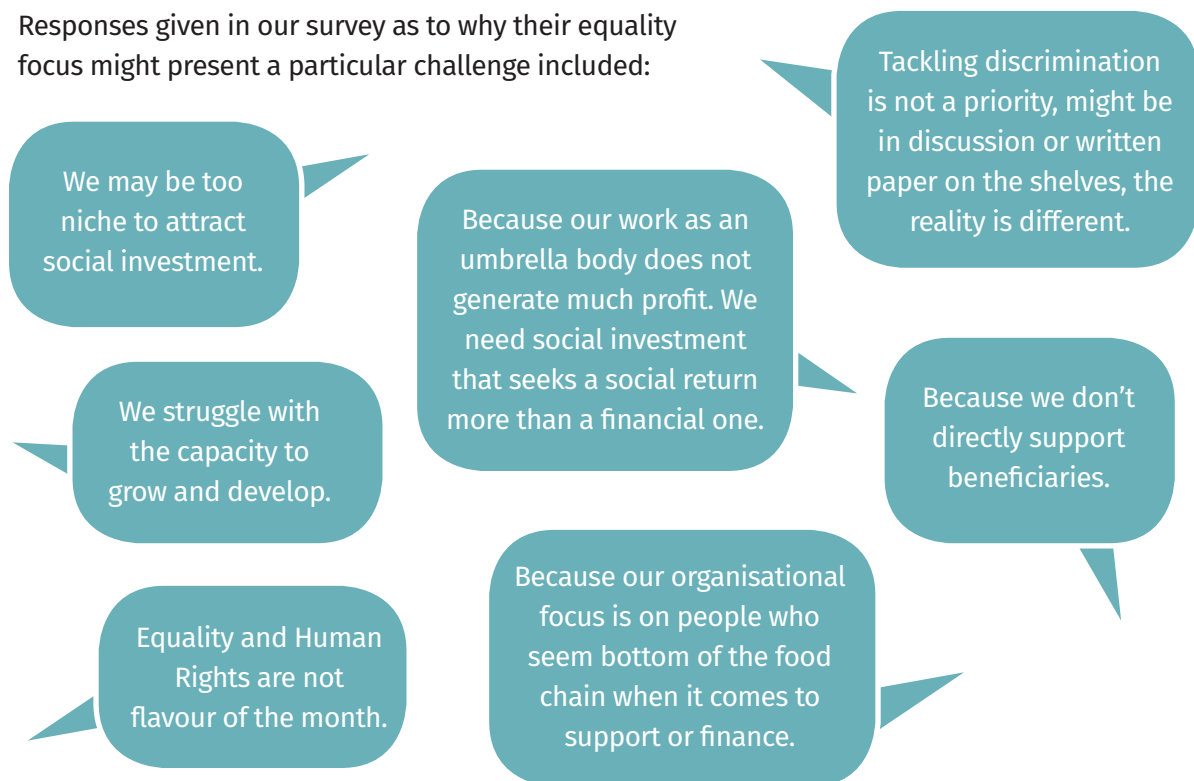 Responses given in our survey as to why their equality
focus might present a particular challenge included:
Tackling discrimination
is not a priority, might be
in discussion or written
paper on the shelves, the
reality is different.
We may be too
niche to attract
social investment.
Because our work as an
umbrella body does not
generate much profit. We
need social investment
that seeks a social return
more than a financial one.
We struggle with
the capacity to
grow and develop.
Because we don’t
directly support
beneficiaries.
Equality and Human
Rights are not
flavour of the month.
Because our organisational
focus is on people who
seem bottom of the food
chain when it comes to
support or finance.